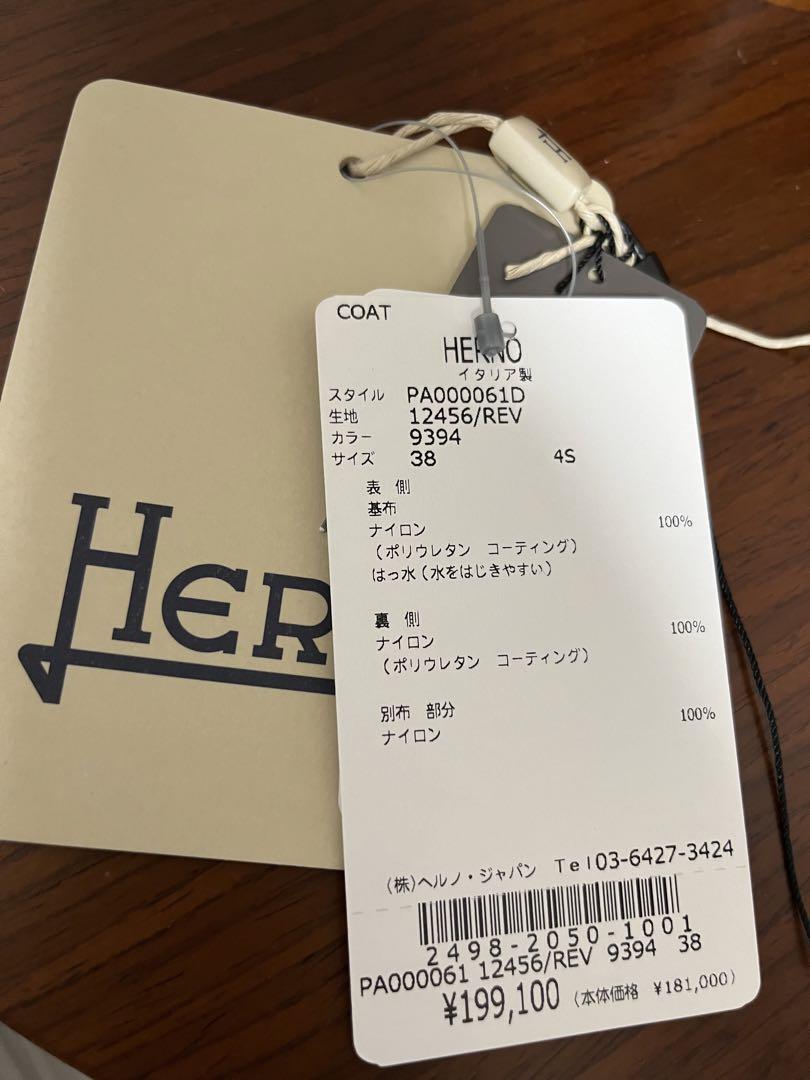 COAT
HERNO
イタリア製
スタイル PA000061D
生地 12456/REV
カラー 9394
サイズ 38 4S
表 側
基布
ナイロン 100%
(ポリウレタン コーティング)
はっ水(水をはじきやすい)
裏 側
ナイロン 100%
(ポリウレタン コーティング)
別布 部分
ナイロン 100%
(株)ヘルノ・ジャパン Tel03-6427-3424
2498-2050-1001
PA000061 12456/REV 9394 38
¥199,100 (本体価格 ¥181,000)
HER